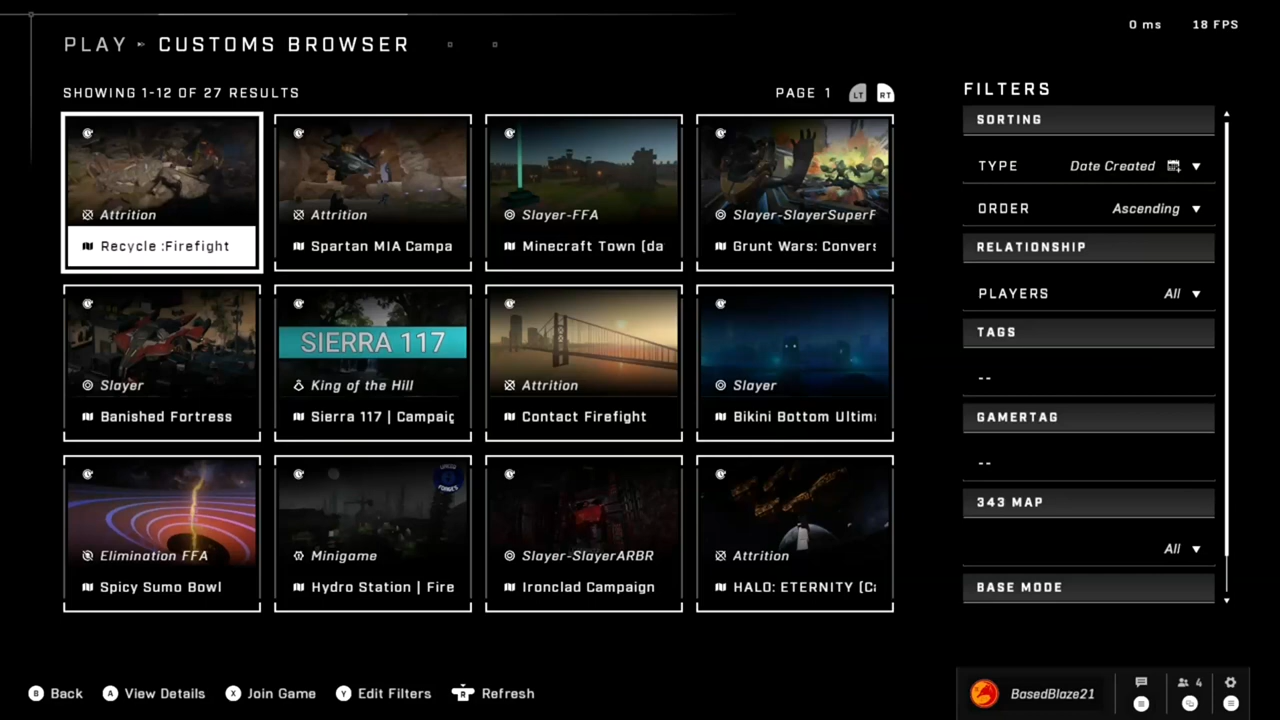 0 ms 18 FPS
PLAY CUSTOMS BROWSER
SHOWING 1-12 OF 27 RESULTS
PAGE 1 LT RT
Attrition
Recycle :Firefight
Attrition
Spartan MIA Campa
Slayer-FFA
Minecraft Town (da
Slayer-SlayerSuperF
Grunt Wars: Convers
Slayer
Banished Fortress
SIERRA 117
King of the Hill
Sierra 117 | Campaig
Attrition
Contact Firefight
Slayer
Bikini Bottom Ultima
Elimination FFA
Spicy Sumo Bowl
Minigame
Hydro Station | Fire
Slayer-SlayerARBR
Ironclad Campaign
Attrition
HALO: ETERNITY (Ca
FILTERS
SORTING
TYPE Date Created
ORDER Ascending
RELATIONSHIP
PLAYERS All
TAGS
--
GAMERTAG
--
343 MAP
All
BASE MODE
B Back A View Details X Join Game Y Edit Filters R Refresh
BasedBlaze21 4